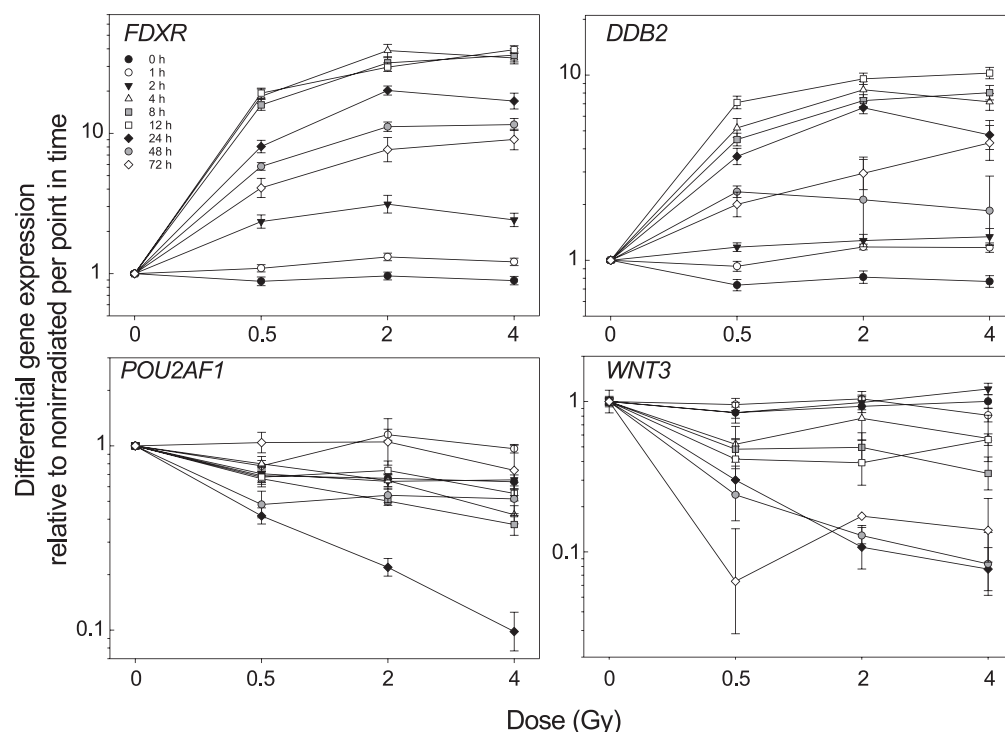 FDXR
0 h
1 h
2 h
4 h
8 h
12 h
24 h
48 h
72 h
10
1
0 0.5 2 4
DDB2
10
1
0 0.5 2 4
POU2AF1
1
0.1
0 0.5 2 4
WNT3
1
0.1
0 0.5 2 4
Differential gene expression
relative to nonirradiated per point in time
Dose (Gy)